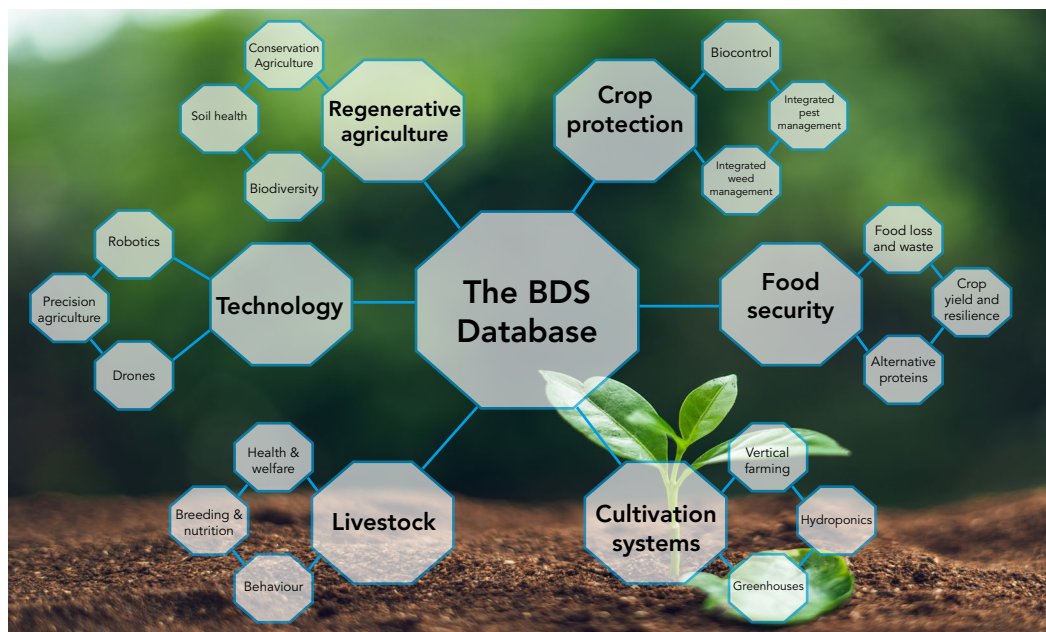 Conservation
Agriculture
Soil health
Biodiversity
Regenerative
agriculture
Crop
protection
Biocontrol
Integrated
pest
management
Integrated
weed
management
Robotics
Precision
agriculture
Drones
Technology
The BDS
Database
Food
security
Food loss
and waste
Crop
yield and
resilience
Alternative
proteins
Health &
welfare
Breeding &
nutrition
Behaviour
Livestock
Cultivation
systems
Vertical
farming
Hydroponics
Greenhouses